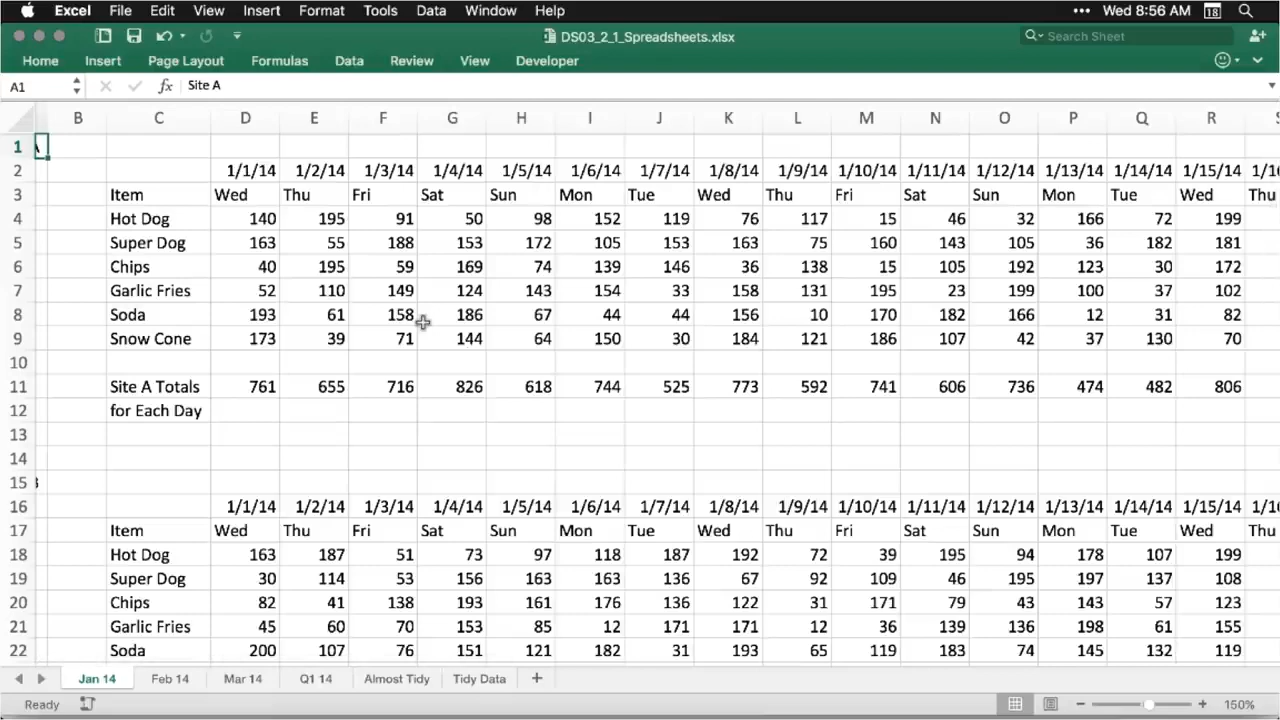 Excel File Edit View Insert Format Tools Data Window Help Wed 8:56 AM 18
DS03_2_1_Spreadsheets.xlsx Search Sheet
Home Insert Page Layout Formulas Data Review View Developer
A1 fx Site A
B C D E F G H I J K L M N O P Q R
1
2 1/1/14 1/2/14 1/3/14 1/4/14 1/5/14 1/6/14 1/7/14 1/8/14 1/9/14 1/10/14 1/11/14 1/12/14 1/13/14 1/14/14 1/15/14
3 Item Wed Thu Fri Sat Sun Mon Tue Wed Thu Fri Sat Sun Mon Tue Wed Thu
4 Hot Dog 140 195 91 50 98 152 119 76 117 15 46 32 166 72 199
5 Super Dog 163 55 188 153 172 105 153 163 75 160 143 105 36 182 181
6 Chips 40 195 59 169 74 139 146 36 138 15 105 192 123 30 172
7 Garlic Fries 52 110 149 124 143 154 33 158 131 195 23 199 100 37 102
8 Soda 193 61 158 186 67 44 44 156 10 170 182 166 12 31 82
9 Snow Cone 173 39 71 144 64 150 30 184 121 186 107 42 37 130 70
10
11 Site A Totals 761 655 716 826 618 744 525 773 592 741 606 736 474 482 806
12 for Each Day
13
14
15
16 1/1/14 1/2/14 1/3/14 1/4/14 1/5/14 1/6/14 1/7/14 1/8/14 1/9/14 1/10/14 1/11/14 1/12/14 1/13/14 1/14/14 1/15/14
17 Item Wed Thu Fri Sat Sun Mon Tue Wed Thu Fri Sat Sun Mon Tue Wed Thu
18 Hot Dog 163 187 51 73 97 118 187 192 72 39 195 94 178 107 199
19 Super Dog 30 114 53 156 163 163 136 67 92 109 46 195 197 137 108
20 Chips 82 41 138 193 161 176 136 122 31 171 79 43 143 57 123
21 Garlic Fries 45 60 70 153 85 12 171 171 12 36 139 136 198 61 155
22 Soda 200 107 76 151 121 182 31 193 65 119 183 74 145 132 119
Jan 14 Feb 14 Mar 14 Q1 14 Almost Tidy Tidy Data +
Ready 150%